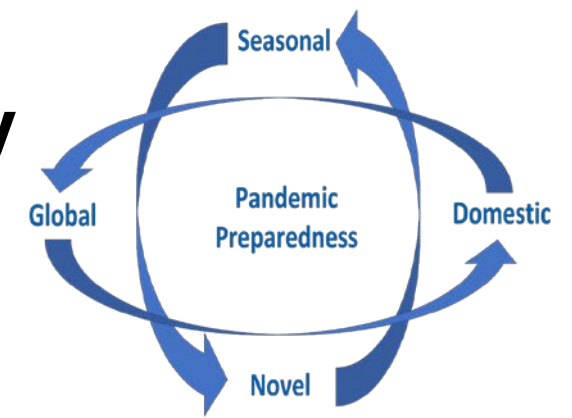 Seasonal
y
Global
Pandemic
Preparedness
Domestic
Novel